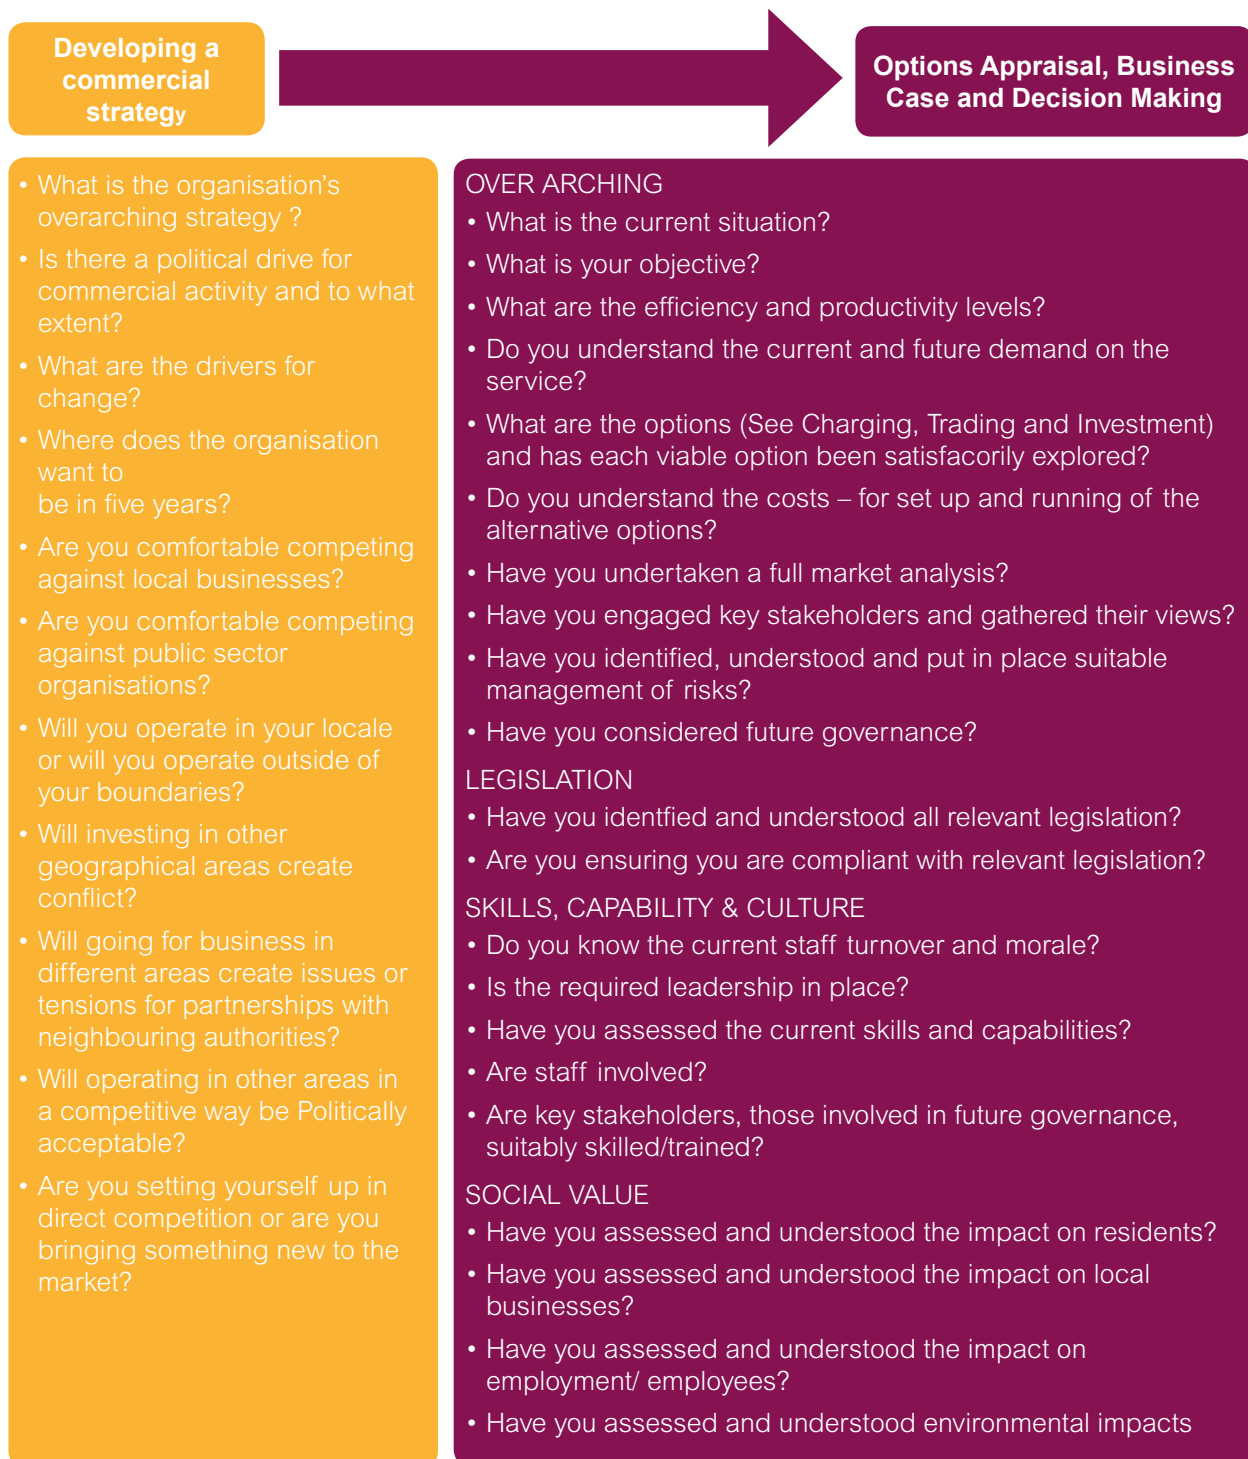 Developing a
commercial
strategy
Options Appraisal, Business
Case and Decision Making
• What is the organisation’s
overarching strategy ?
• Is there a political drive for
commercial activity and to what
extent?
• What are the drivers for
change?
• Where does the organisation
want to
be in five years?
• Are you comfortable competing
against local businesses?
• Are you comfortable competing
against public sector
organisations?
• Will you operate in your locale
or will you operate outside of
your boundaries?
• Will investing in other
geographical areas create
conflict?
• Will going for business in
different areas create issues or
tensions for partnerships with
neighbouring authorities?
• Will operating in other areas in
a competitive way be Politically
acceptable?
• Are you setting yourself up in
direct competition or are you
bringing something new to the
market?
OVER ARCHING
• What is the current situation?
• What is your objective?
• What are the efficiency and productivity levels?
• Do you understand the current and future demand on the
service?
• What are the options (See Charging, Trading and Investment)
and has each viable option been satisfacorily explored?
• Do you understand the costs – for set up and running of the
alternative options?
• Have you undertaken a full market analysis?
• Have you engaged key stakeholders and gathered their views?
• Have you identified, understood and put in place suitable
management of risks?
• Have you considered future governance?
LEGISLATION
• Have you identfied and understood all relevant legislation?
• Are you ensuring you are compliant with relevant legislation?
SKILLS, CAPABILITY & CULTURE
• Do you know the current staff turnover and morale?
• Is the required leadership in place?
• Have you assessed the current skills and capabilities?
• Are staff involved?
• Are key stakeholders, those involved in future governance,
suitably skilled/trained?
SOCIAL VALUE
• Have you assessed and understood the impact on residents?
• Have you assessed and understood the impact on local
businesses?
• Have you assessed and understood the impact on
employment/ employees?
• Have you assessed and understood environmental impacts